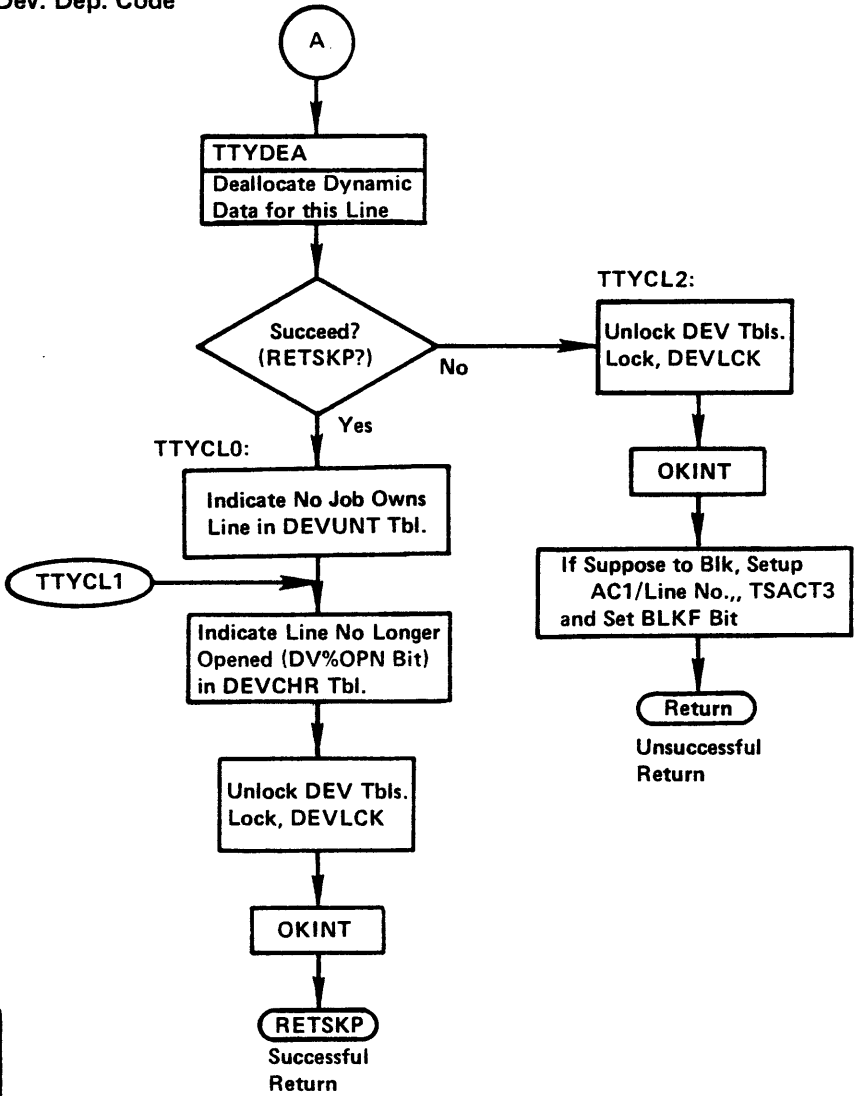 Dev. Dep. Code
A
TTYDEA
Deallocate Dynamic
Data for this Line
Succeed?
(RETSKP?)
No
Yes
TTYCL2:
Unlock DEV Tbls.
Lock, DEVLCK
OKINT
If Suppose to Blk, Setup
AC1/Line No.,, TSACT3
and Set BLKF Bit
Return
Unsuccessful
Return
TTYCL0:
Indicate No Job Owns
Line in DEVUNT Tbl.
TTYCL1
Indicate Line No Longer
Opened (DV%OPN Bit)
in DEVCHR Tbl.
Unlock DEV Tbls.
Lock, DEVLCK
OKINT
RETSKP
Successful
Return